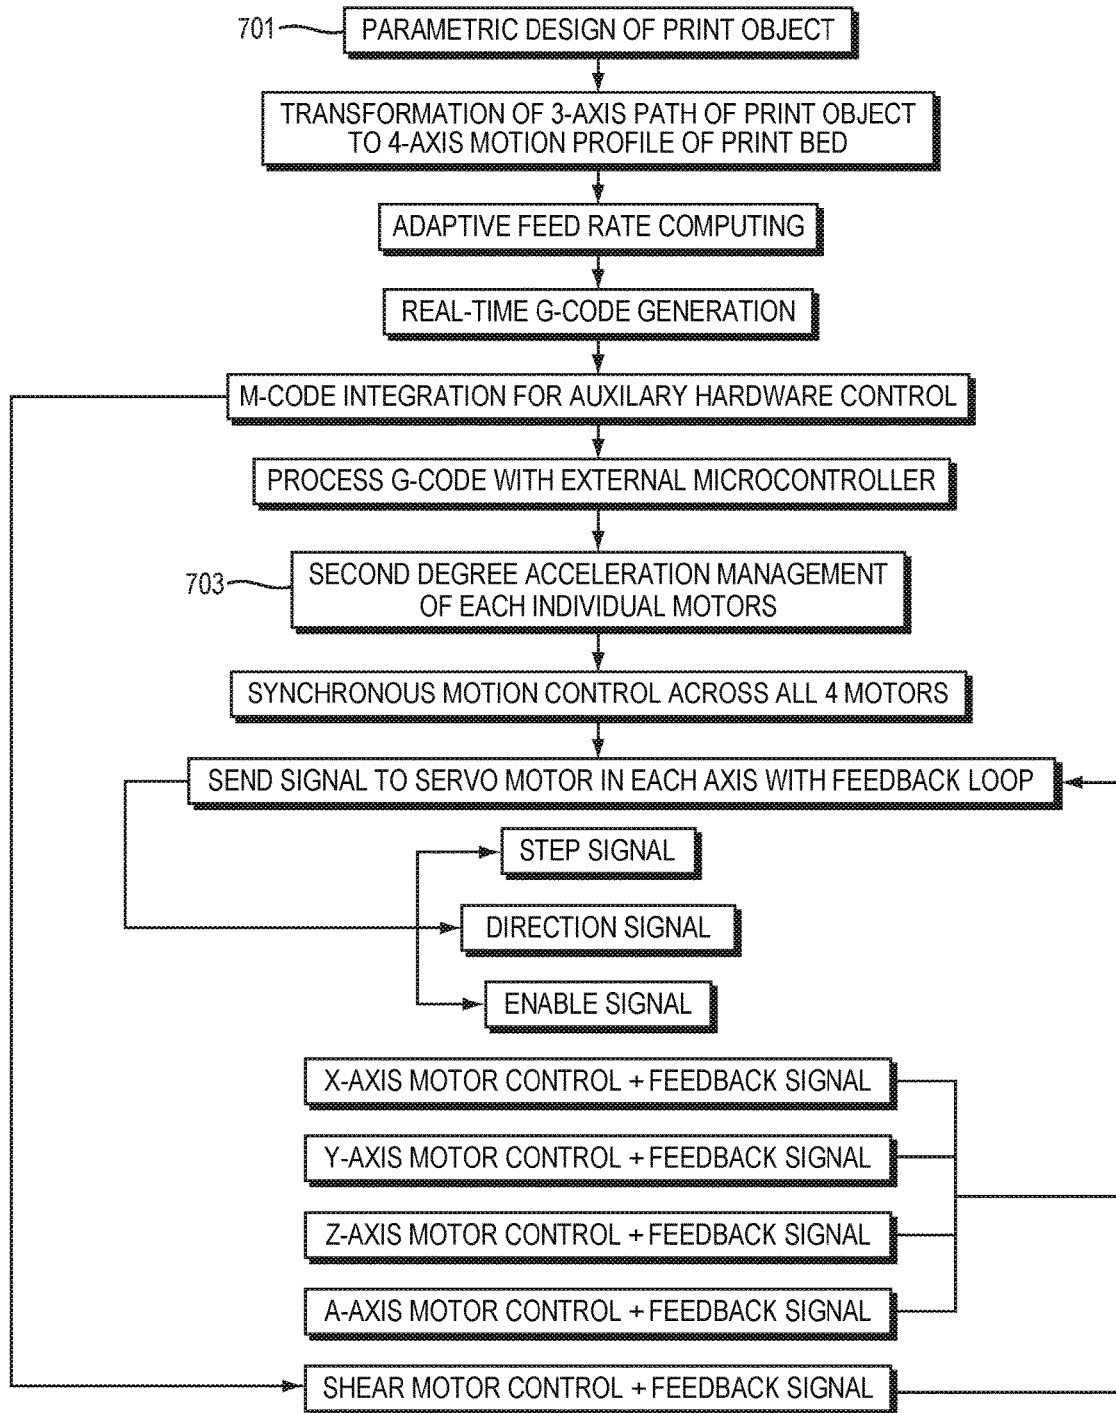 701
PARAMETRIC DESIGN OF PRINT OBJECT
TRANSFORMATION OF 3-AXIS PATH OF PRINT OBJECT
TO 4-AXIS MOTION PROFILE OF PRINT BED
ADAPTIVE FEED RATE COMPUTING
REAL-TIME G-CODE GENERATION
M-CODE INTEGRATION FOR AUXILARY HARDWARE CONTROL
PROCESS G-CODE WITH EXTERNAL MICROCONTROLLER
703
SECOND DEGREE ACCELERATION MANAGEMENT
OF EACH INDIVIDUAL MOTORS
SYNCHRONOUS MOTION CONTROL ACROSS ALL 4 MOTORS
SEND SIGNAL TO SERVO MOTOR IN EACH AXIS WITH FEEDBACK LOOP
STEP SIGNAL
DIRECTION SIGNAL
ENABLE SIGNAL
X-AXIS MOTOR CONTROL + FEEDBACK SIGNAL
Y-AXIS MOTOR CONTROL + FEEDBACK SIGNAL
Z-AXIS MOTOR CONTROL + FEEDBACK SIGNAL
A-AXIS MOTOR CONTROL + FEEDBACK SIGNAL
SHEAR MOTOR CONTROL + FEEDBACK SIGNAL